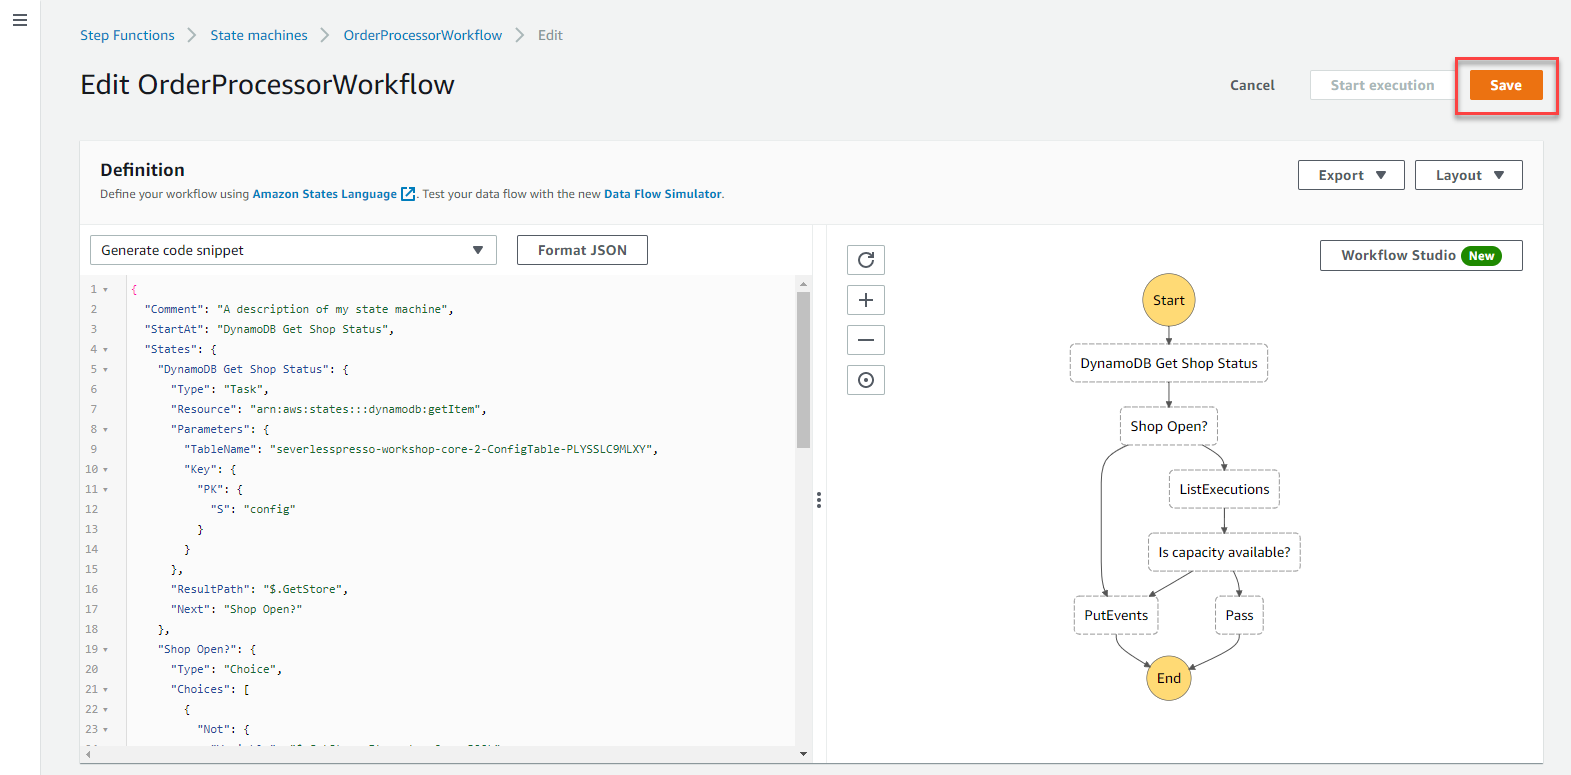 Step Functions > State machines > OrderProcessorWorkflow > Edit
Edit OrderProcessorWorkflow
Cancel
Start execution
Save
Definition
Define your workflow using Amazon States Language . Test your data flow with the new Data Flow Simulator.
Export
Layout
Generate code snippet
Format JSON
1 {
2 "Comment": "A description of my state machine",
3 "StartAt": "DynamoDB Get Shop Status",
4 "States": {
5 "DynamoDB Get Shop Status": {
6 "Type": "Task",
7 "Resource": "arn:aws:states:::dynamodb:getItem",
8 "Parameters": {
9 "TableName": "severlesspresso-workshop-core-2-ConfigTable-PLYSSLC9MLXY",
10 "Key": {
11 "PK": {
12 "S": "config"
13 }
14 }
15 },
16 "ResultPath": "$.GetStore",
17 "Next": "Shop Open?"
18 },
19 "Shop Open?": {
20 "Type": "Choice",
21 "Choices": [
22 {
23 "Not": {
Workflow Studio New
Start
DynamoDB Get Shop Status
Shop Open?
ListExecutions
Is capacity available?
PutEvents
Pass
End